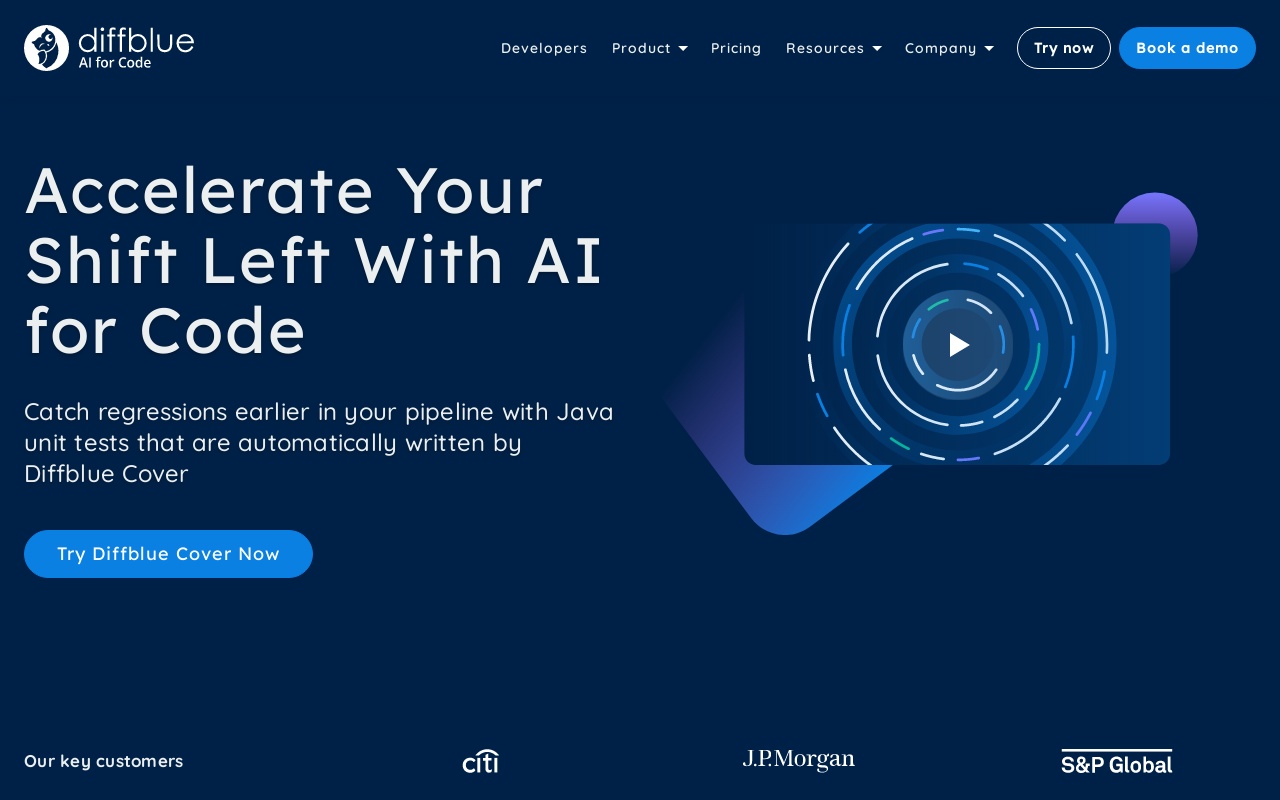 diffblue
AI for Code
Developers Product Pricing Resources Company Try now Book a demo
Accelerate Your
Shift Left With AI
for Code
Catch regressions earlier in your pipeline with Java
unit tests that are automatically written by
Diffblue Cover
Try Diffblue Cover Now
Our key customers citi J.P.Morgan S&P Global